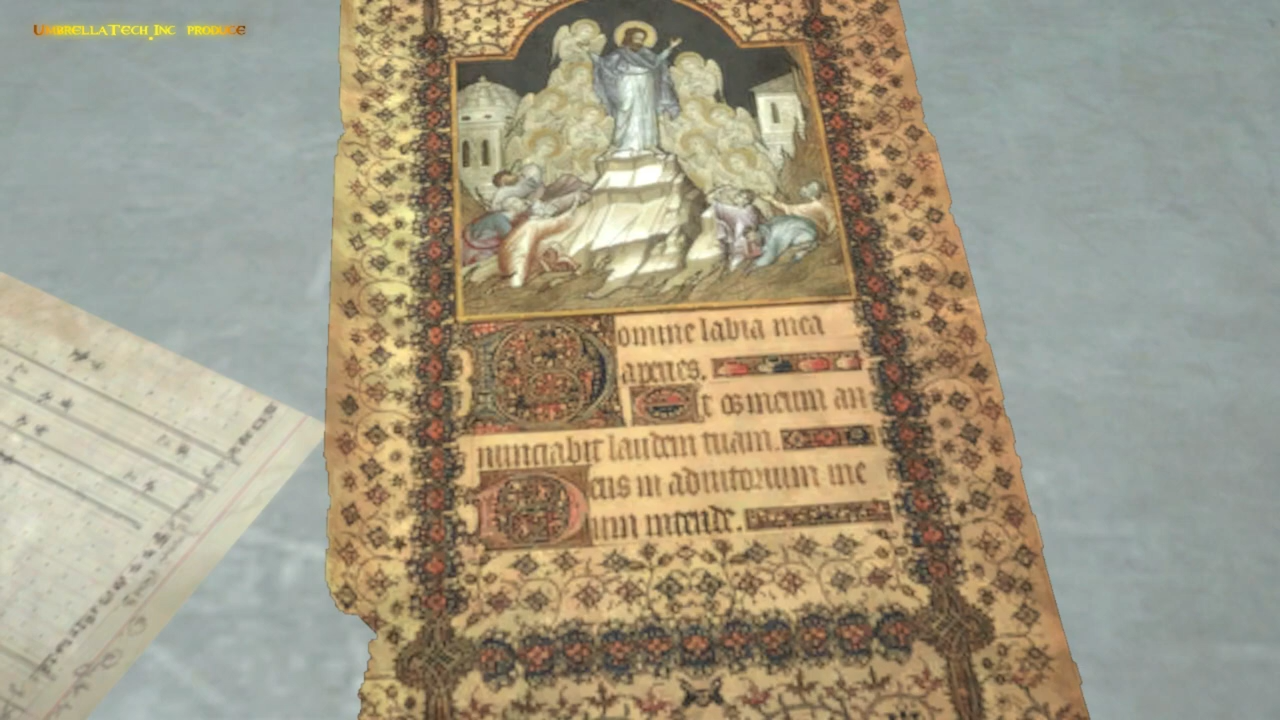 UMBRELLATECH_INC PRODUCE
Domine labia mea
aperies.
Et os meum an
nunciabit laudem tuam.
Deus in adiutorium me
um intende.